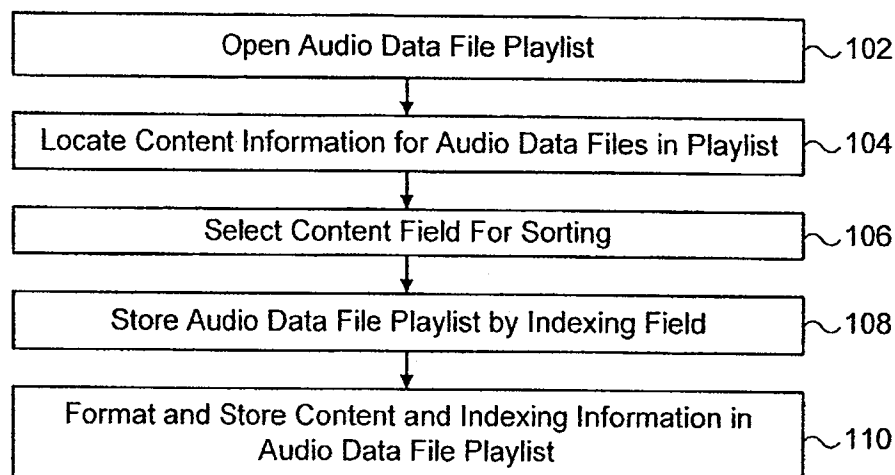 Open Audio Data File Playlist 102
Locate Content Information for Audio Data Files in Playlist 104
Select Content Field For Sorting 106
Store Audio Data File Playlist by Indexing Field 108
Format and Store Content and Indexing Information in
Audio Data File Playlist 110